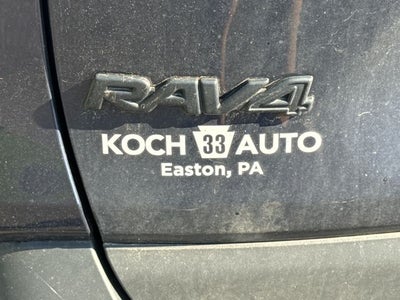 RAV4
KOCH 33 AUTO
Easton, PA